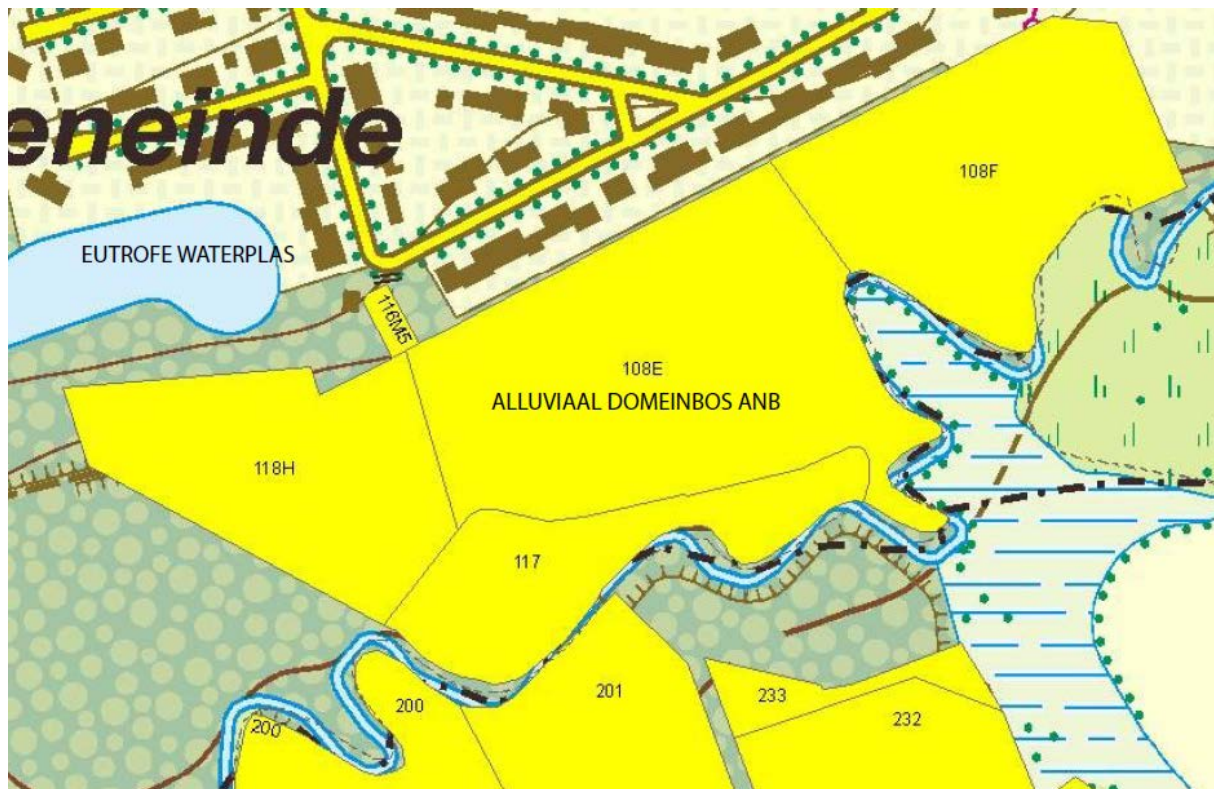 eneinde
108F
EUTROFE WATERPLAS
116M5
108E
ALLUVIAAL DOMEINBOS ANB
118H
117
200
201
233
232
200